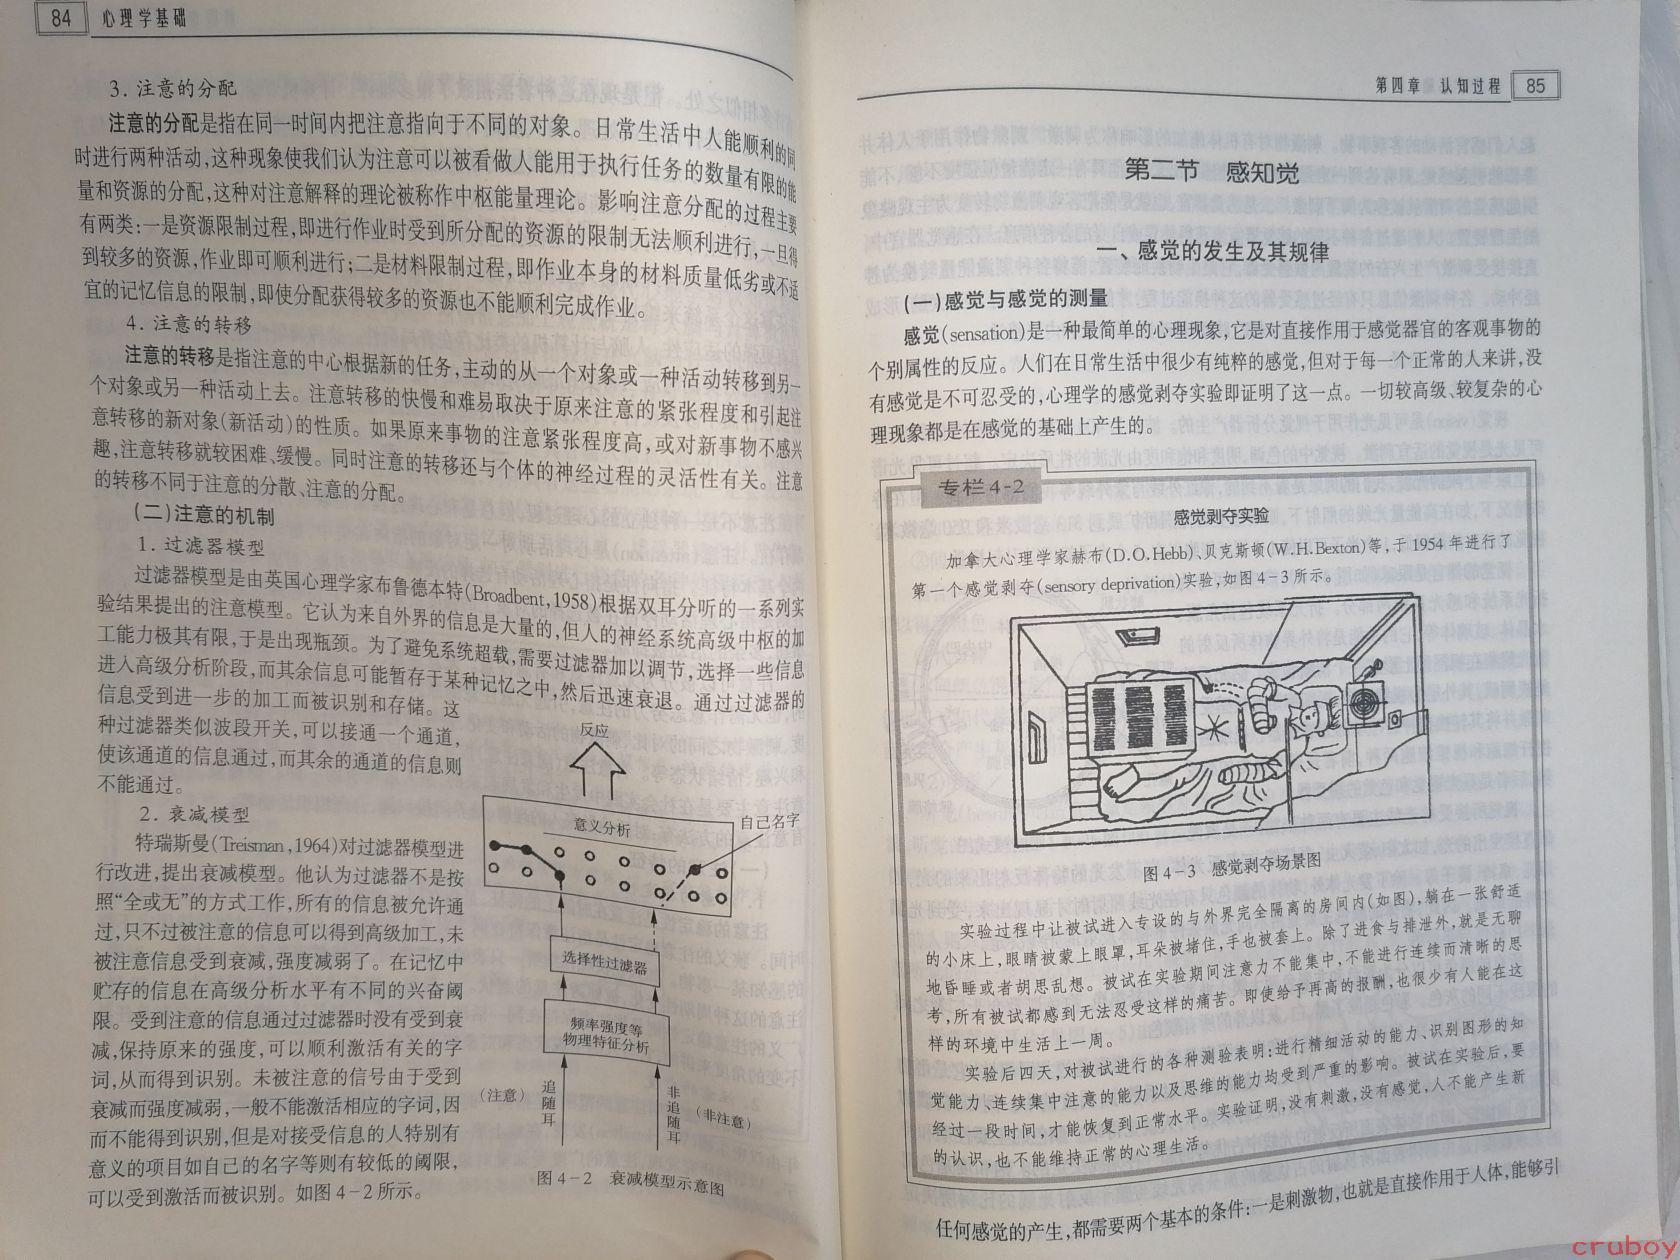 84 心理学基础
3. 注意的分配
注意的分配是指在同一时间内把注意指向于不同的对象。日常生活中人能顺利的同
时进行两种活动,这种现象使我们认为注意可以被看做人能用于执行任务的数量有限的能
量和资源的分配,这种对注意解释的理论被称作中枢能量理论。影响注意分配的过程主要
有两类:一是资源限制过程,即进行作业时受到所分配的资源的限制无法顺利进行,一旦得
到较多的资源,作业即可顺利进行;二是材料限制过程,即作业本身的材料质量低劣或不适
宜的记忆信息的限制,即使分配获得较多的资源也不能顺利完成作业。
4. 注意的转移
注意的转移是指注意的中心根据新的任务,主动的从一个对象或一种活动转移到另一
个对象或另一种活动上去。注意转移的快慢和难易取决于原来注意的紧张程度和引起注
意转移的新对象(新活动)的性质。如果原来事物的注意紧张程度高,或对新事物不感兴
趣,注意转移就较困难、缓慢。同时注意的转移还与个体的神经过程的灵活性有关。注意
的转移不同于注意的分散、注意的分配。
(二)注意的机制
1. 过滤器模型
过滤器模型是由英国心理学家布鲁德本特(Broadbent,1958)根据双耳分听的一系列实
验结果提出的注意模型。它认为来自外界的信息是大量的,但人的神经系统高级中枢的加
工能力极其有限,于是出现瓶颈。为了避免系统超载,需要过滤器加以调节,选择一些信息
进入高级分析阶段,而其余信息可能暂存于某种记忆之中,然后迅速衰退。通过过滤器的
信息受到进一步的加工而被识别和存储。这
种过滤器类似波段开关,可以接通一个通道,
使该通道的信息通过,而其余的通道的信息则
不能通过。
2. 衰减模型
特瑞斯曼(Treisman,1964)对过滤器模型进
行改进,提出衰减模型。他认为过滤器不是按
照“全或无”的方式工作,所有的信息被允许通
过,只不过被注意的信息可以得到高级加工,未
被注意信息受到衰减,强度减弱了。在记忆中
贮存的信息在高级分析水平有不同的兴奋阈
限。受到注意的信息通过过滤器时没有受到衰
减,保持原来的强度,可以顺利激活有关的字
词,从而得到识别。未被注意的信号由于受到
衰减而强度减弱,一般不能激活相应的字词,因
而不能得到识别,但是对接受信息的人特别有
意义的项目如自己的名字等则有较低的阈限,
可以受到激活而被识别。如图4-2所示。
反应
意义分析
自己名字
选择性过滤器
频率强度等
物理特征分析
(注意)
追随耳
非追随耳
(非注意)
图4-2 衰减模型示意图
第四章 认知过程 85
第二节 感知觉
一、感觉的发生及其规律
(一)感觉与感觉的测量
感觉(sensation)是一种最简单的心理现象,它是对直接作用于感觉器官的客观事物的
个别属性的反应。人们在日常生活中很少有纯粹的感觉,但对于每一个正常的人来讲,没
有感觉是不可忍受的,心理学的感觉剥夺实验即证明了这一点。一切较高级、较复杂的心
理现象都是在感觉的基础上产生的。
专栏4-2
感觉剥夺实验
加拿大心理学家赫布(D.O.Hebb)、贝克斯顿(W.H.Bexton)等,于1954年进行了
第一个感觉剥夺(sensory deprivation)实验,如图4-3所示。
图4-3 感觉剥夺场景图
实验过程中让被试进入专设的与外界完全隔离的房间内(如图),躺在一张舒适
的小床上,眼睛被蒙上眼罩,耳朵被堵住,手也被套上。除了进食与排泄外,就是无聊
地昏睡或者胡思乱想。被试在实验期间注意力不能集中,不能进行连续而清晰的思
考,所有被试都感到无法忍受这样的痛苦。即使给予再高的报酬,也很少有人能在这
样的环境中生活上一周。
实验后四天,对被试进行的各种测验表明:进行精细活动的能力、识别图形的知
觉能力、连续集中注意的能力以及思维的能力均受到严重的影响。被试在实验后,要
经过一段时间,才能恢复到正常水平。实验证明,没有刺激,没有感觉,人不能产生新
的认识,也不能维持正常的心理生活。
任何感觉的产生,都需要两个基本的条件:一是刺激物,也就是直接作用于人体,能够引
cruboy